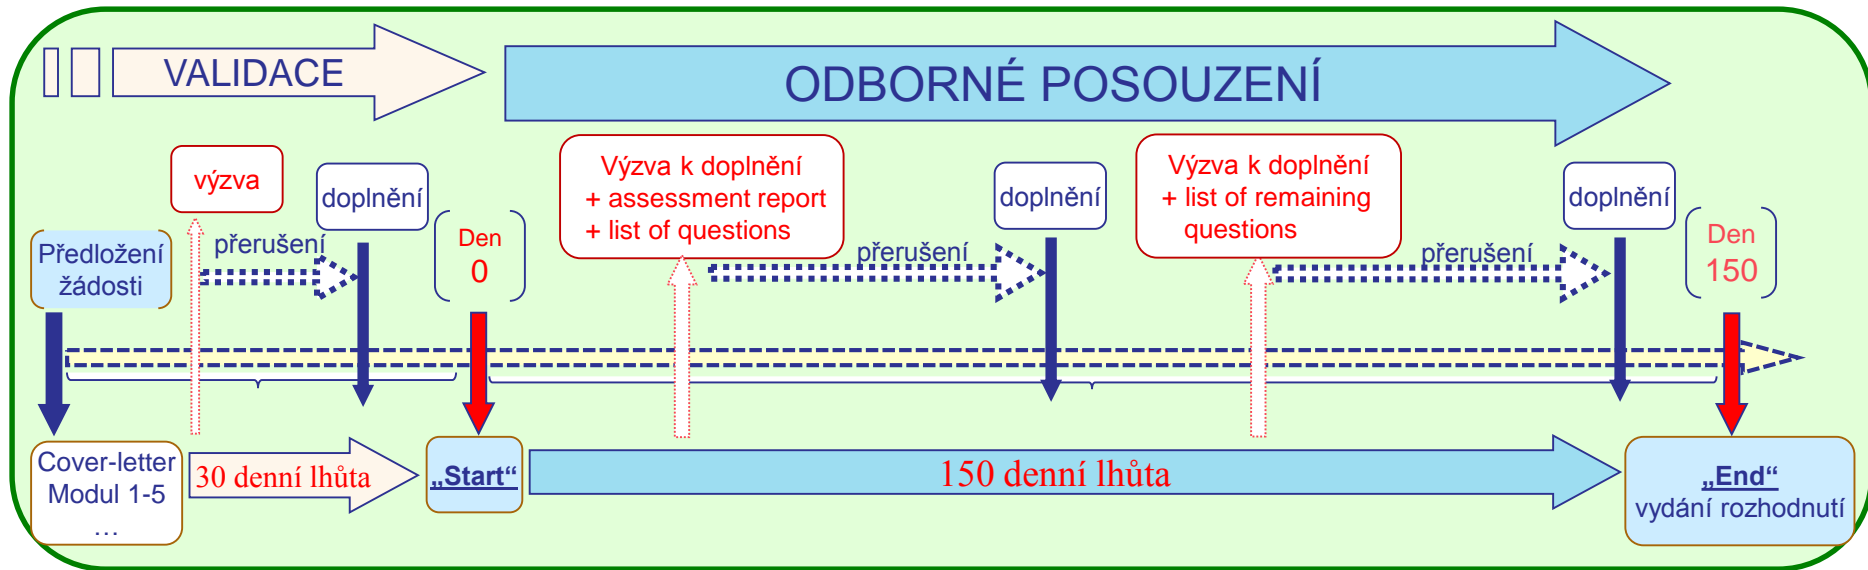 VALIDACE
ODBORNÉ POSOUZENÍ
výzva
doplnění
Výzva k doplnění
+ assessment report
+ list of questions
doplnění
Výzva k doplnění
+ list of remaining
questions
doplnění
Předložení
žádosti
přerušení
Den
0
přerušení
přerušení
Den
150
Cover-letter
Modul 1-5
…
30 denní lhůta
„Start“
150 denní lhůta
„End“
vydání rozhodnutí